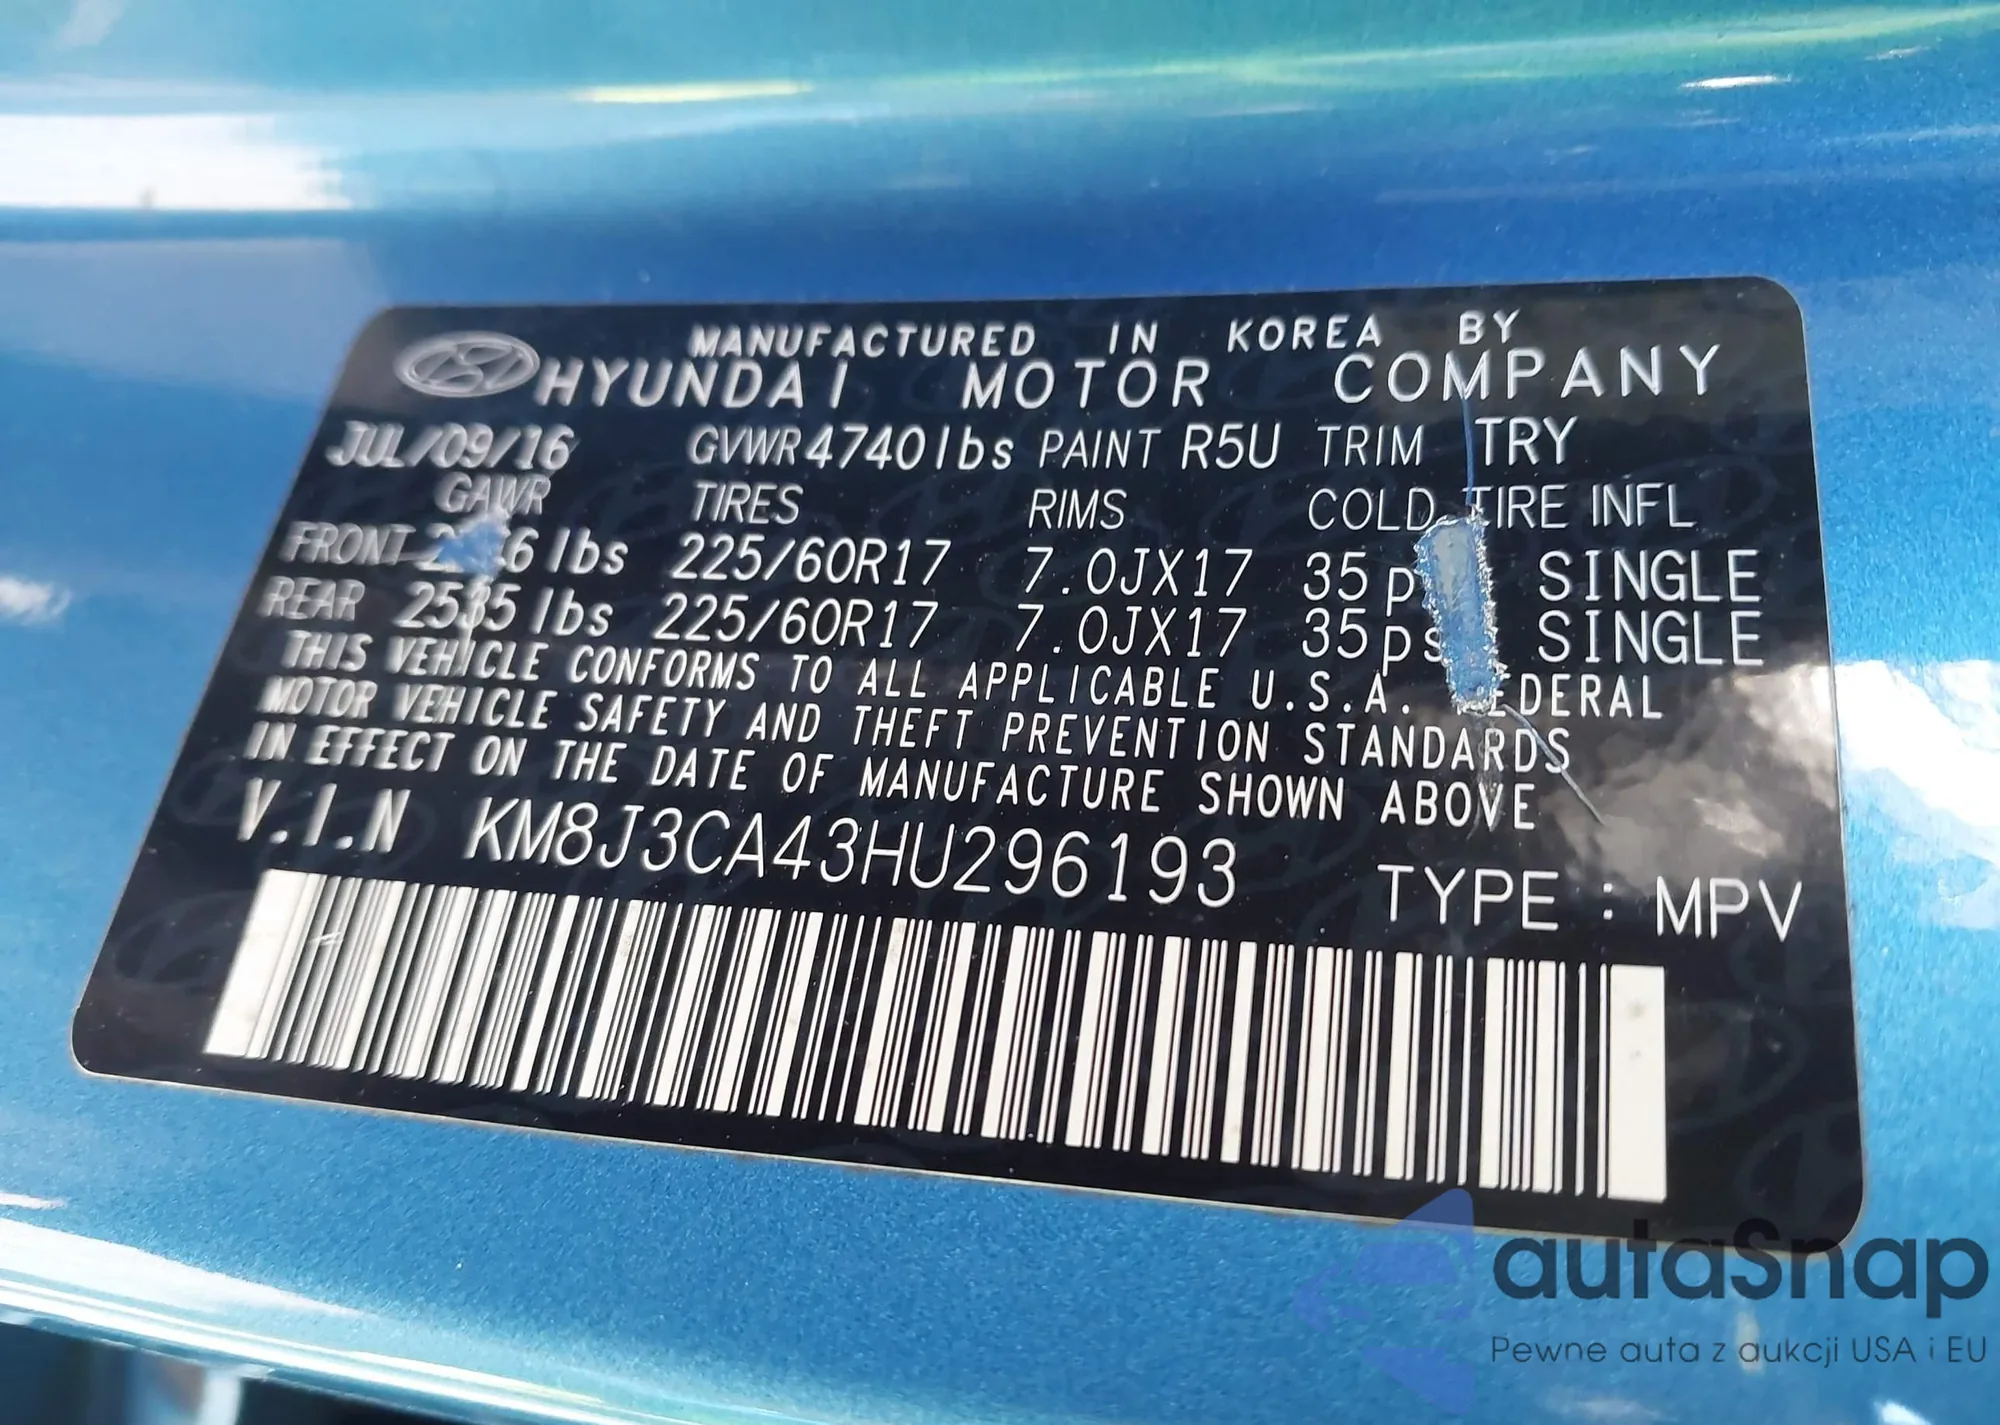 MANUFACTURED IN KOREA BY
HYUNDAI MOTOR COMPANY
JUL/09/16 GVWR 4740lbs PAINT R5U TRIM TRY
GAWR TIRES RIMS COLD TIRE INFL
FRONT lbs 225/60R17 7.0JX17 35 SINGLE
REAR 2535 lbs 225/60R17 7.0JX17 35 psi SINGLE
THIS VEHICLE CONFORMS TO ALL APPLICABLE U.S.A. FEDERAL
MOTOR VEHICLE SAFETY AND THEFT PREVENTION STANDARDS
IN EFFECT ON THE DATE OF MANUFACTURE SHOWN ABOVE
V.I.N KM8J3CA43HU296193
TYPE : MPV
autaSnap
Pewne auta z aukcji USA i EU